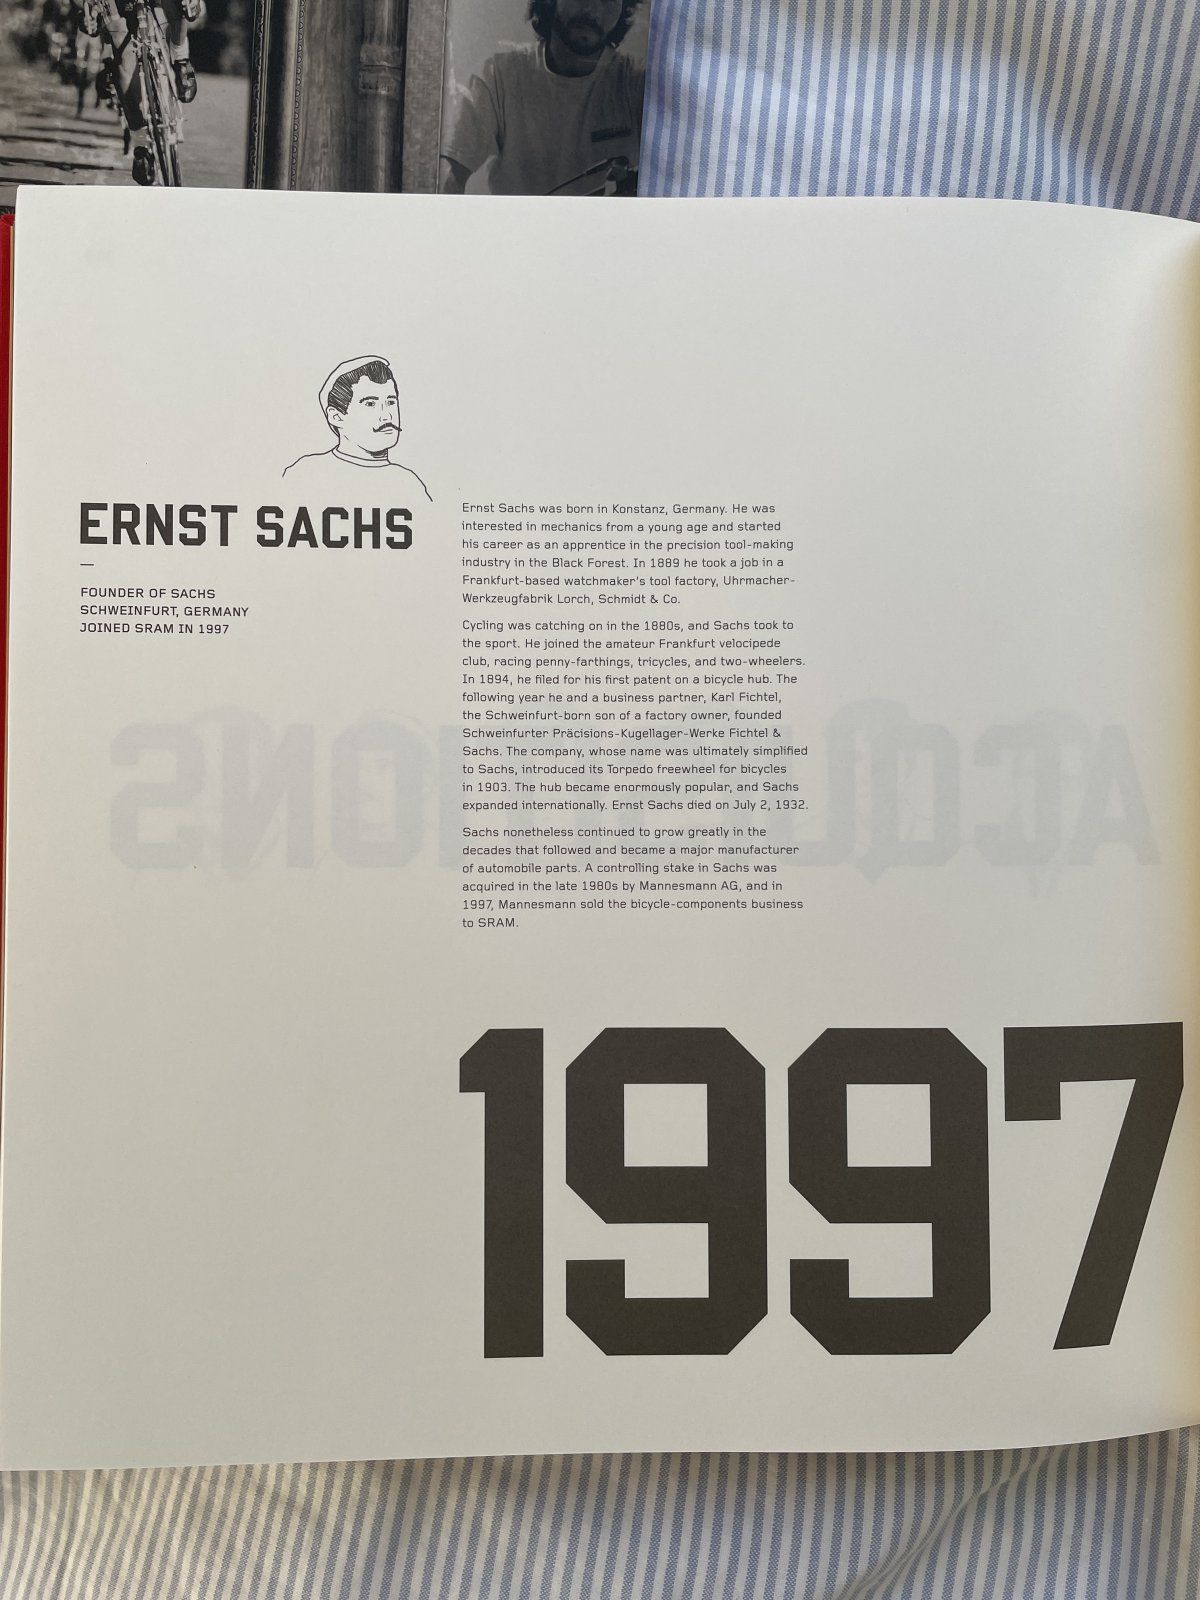 ERNST SACHS
—
FOUNDER OF SACHS
SCHWEINFURT, GERMANY
JOINED SRAM IN 1997
Ernst Sachs was born in Konstanz, Germany. He was
interested in mechanics from a young age and started
his career as an apprentice in the precision tool-making
industry in the Black Forest. In 1889 he took a job in a
Frankfurt-based watchmaker's tool factory, Uhrmacher-
Werkzeugfabrik Lorch, Schmidt & Co.
Cycling was catching on in the 1880s, and Sachs took to
the sport. He joined the amateur Frankfurt velocipede
club, racing penny-farthings, tricycles, and two-wheelers.
In 1894, he filed for his first patent on a bicycle hub. The
following year he and a business partner, Karl Fichtel,
the Schweinfurt-born son of a factory owner, founded
Schweinfurter Präcisions-Kugellager-Werke Fichtel &
Sachs. The company, whose name was ultimately simplified
to Sachs, introduced its Torpedo freewheel for bicycles
in 1903. The hub became enormously popular, and Sachs
expanded internationally. Ernst Sachs died on July 2, 1932.
Sachs nonetheless continued to grow greatly in the
decades that followed and became a major manufacturer
of automobile parts. A controlling stake in Sachs was
acquired in the late 1980s by Mannesmann AG, and in
1997, Mannesmann sold the bicycle-components business
to SRAM.
1997